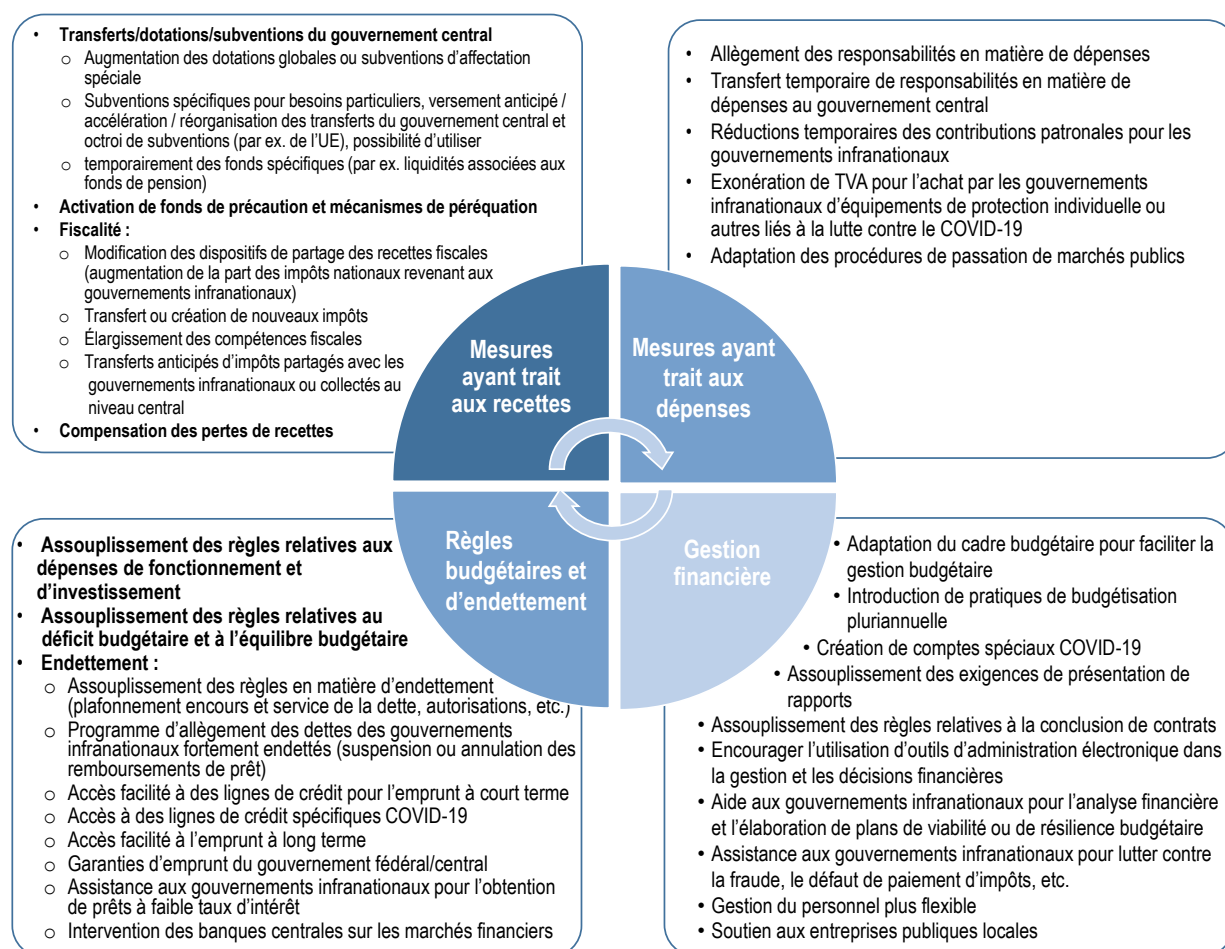 • Transferts/dotations/subventions du gouvernement central
o Augmentation des dotations globales ou subventions d'affectation
spéciale
o Subventions spécifiques pour besoins particuliers, versement anticipé /
accélération / réorganisation des transferts du gouvernement central et
octroi de subventions (par ex. de l'UE), possibilité d'utiliser
o temporairement des fonds spécifiques (par ex. liquidités associées aux
fonds de pension)
• Activation de fonds de précaution et mécanismes de péréquation
• Fiscalité :
o Modification des dispositifs de partage des recettes fiscales
(augmentation de la part des impôts nationaux revenant aux
gouvernements infranationaux)
o Transfert ou création de nouveaux impôts
o Élargissement des compétences fiscales
o Transferts anticipés d'impôts partagés avec les
gouvernements infranationaux ou collectés au
niveau central
• Compensation des pertes de recettes
• Allègement des responsabilités en matière de dépenses
• Transfert temporaire de responsabilités en matière de
dépenses au gouvernement central
• Réductions temporaires des contributions patronales pour les
gouvernements infranationaux
• Exonération de TVA pour l'achat par les gouvernements
infranationaux d'équipements de protection individuelle ou
autres liés à la lutte contre le COVID-19
• Adaptation des procédures de passation de marchés publics
Mesures
ayant trait
aux recettes
Mesures ayant
trait aux
dépenses
Règles
budgétaires et
d'endettement
Gestion
financière
• Assouplissement des règles relatives aux
dépenses de fonctionnement et
d'investissement
• Assouplissement des règles relatives au
déficit budgétaire et à l'équilibre budgétaire
• Endettement :
o Assouplissement des règles en matière d'endettement
(plafonnement encours et service de la dette, autorisations, etc.)
o Programme d'allègement des dettes des gouvernements
infranationaux fortement endettés (suspension ou annulation des
remboursements de prêt)
o Accès facilité à des lignes de crédit pour l'emprunt à court terme
o Accès à des lignes de crédit spécifiques COVID-19
o Accès facilité à l'emprunt à long terme
o Garanties d'emprunt du gouvernement fédéral/central
o Assistance aux gouvernements infranationaux pour l'obtention
de prêts à faible taux d'intérêt
o Intervention des banques centrales sur les marchés financiers
• Adaptation du cadre budgétaire pour faciliter la
gestion budgétaire
• Introduction de pratiques de budgétisation
pluriannuelle
• Création de comptes spéciaux COVID-19
• Assouplissement des exigences de présentation de
rapports
• Assouplissement des règles relatives à la conclusion de contrats
• Encourager l'utilisation d'outils d'administration électronique dans
la gestion et les décisions financières
• Aide aux gouvernements infranationaux pour l'analyse financière
et l'élaboration de plans de viabilité ou de résilience budgétaire
• Assistance aux gouvernements infranationaux pour lutter contre
la fraude, le défaut de paiement d'impôts, etc.
• Gestion du personnel plus flexible
• Soutien aux entreprises publiques locales